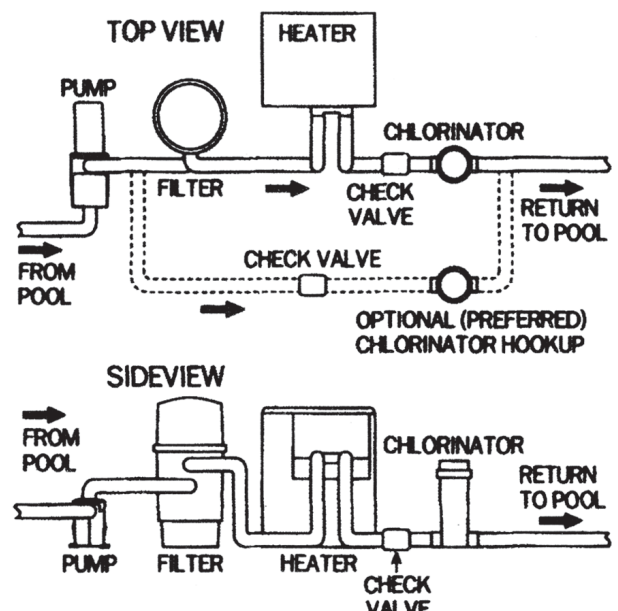 TOP VIEW
HEATER
PUMP
CHLORINATOR
FILTER
CHECK
VALVE
RETURN
TO POOL
FROM
POOL
CHECK VALVE
OPTIONAL (PREFERRED)
CHLORINATOR HOOKUP
SIDEVIEW
FROM
POOL
CHLORINATOR
RETURN
TO POOL
PUMP
FILTER
HEATER
CHECK
VALVE